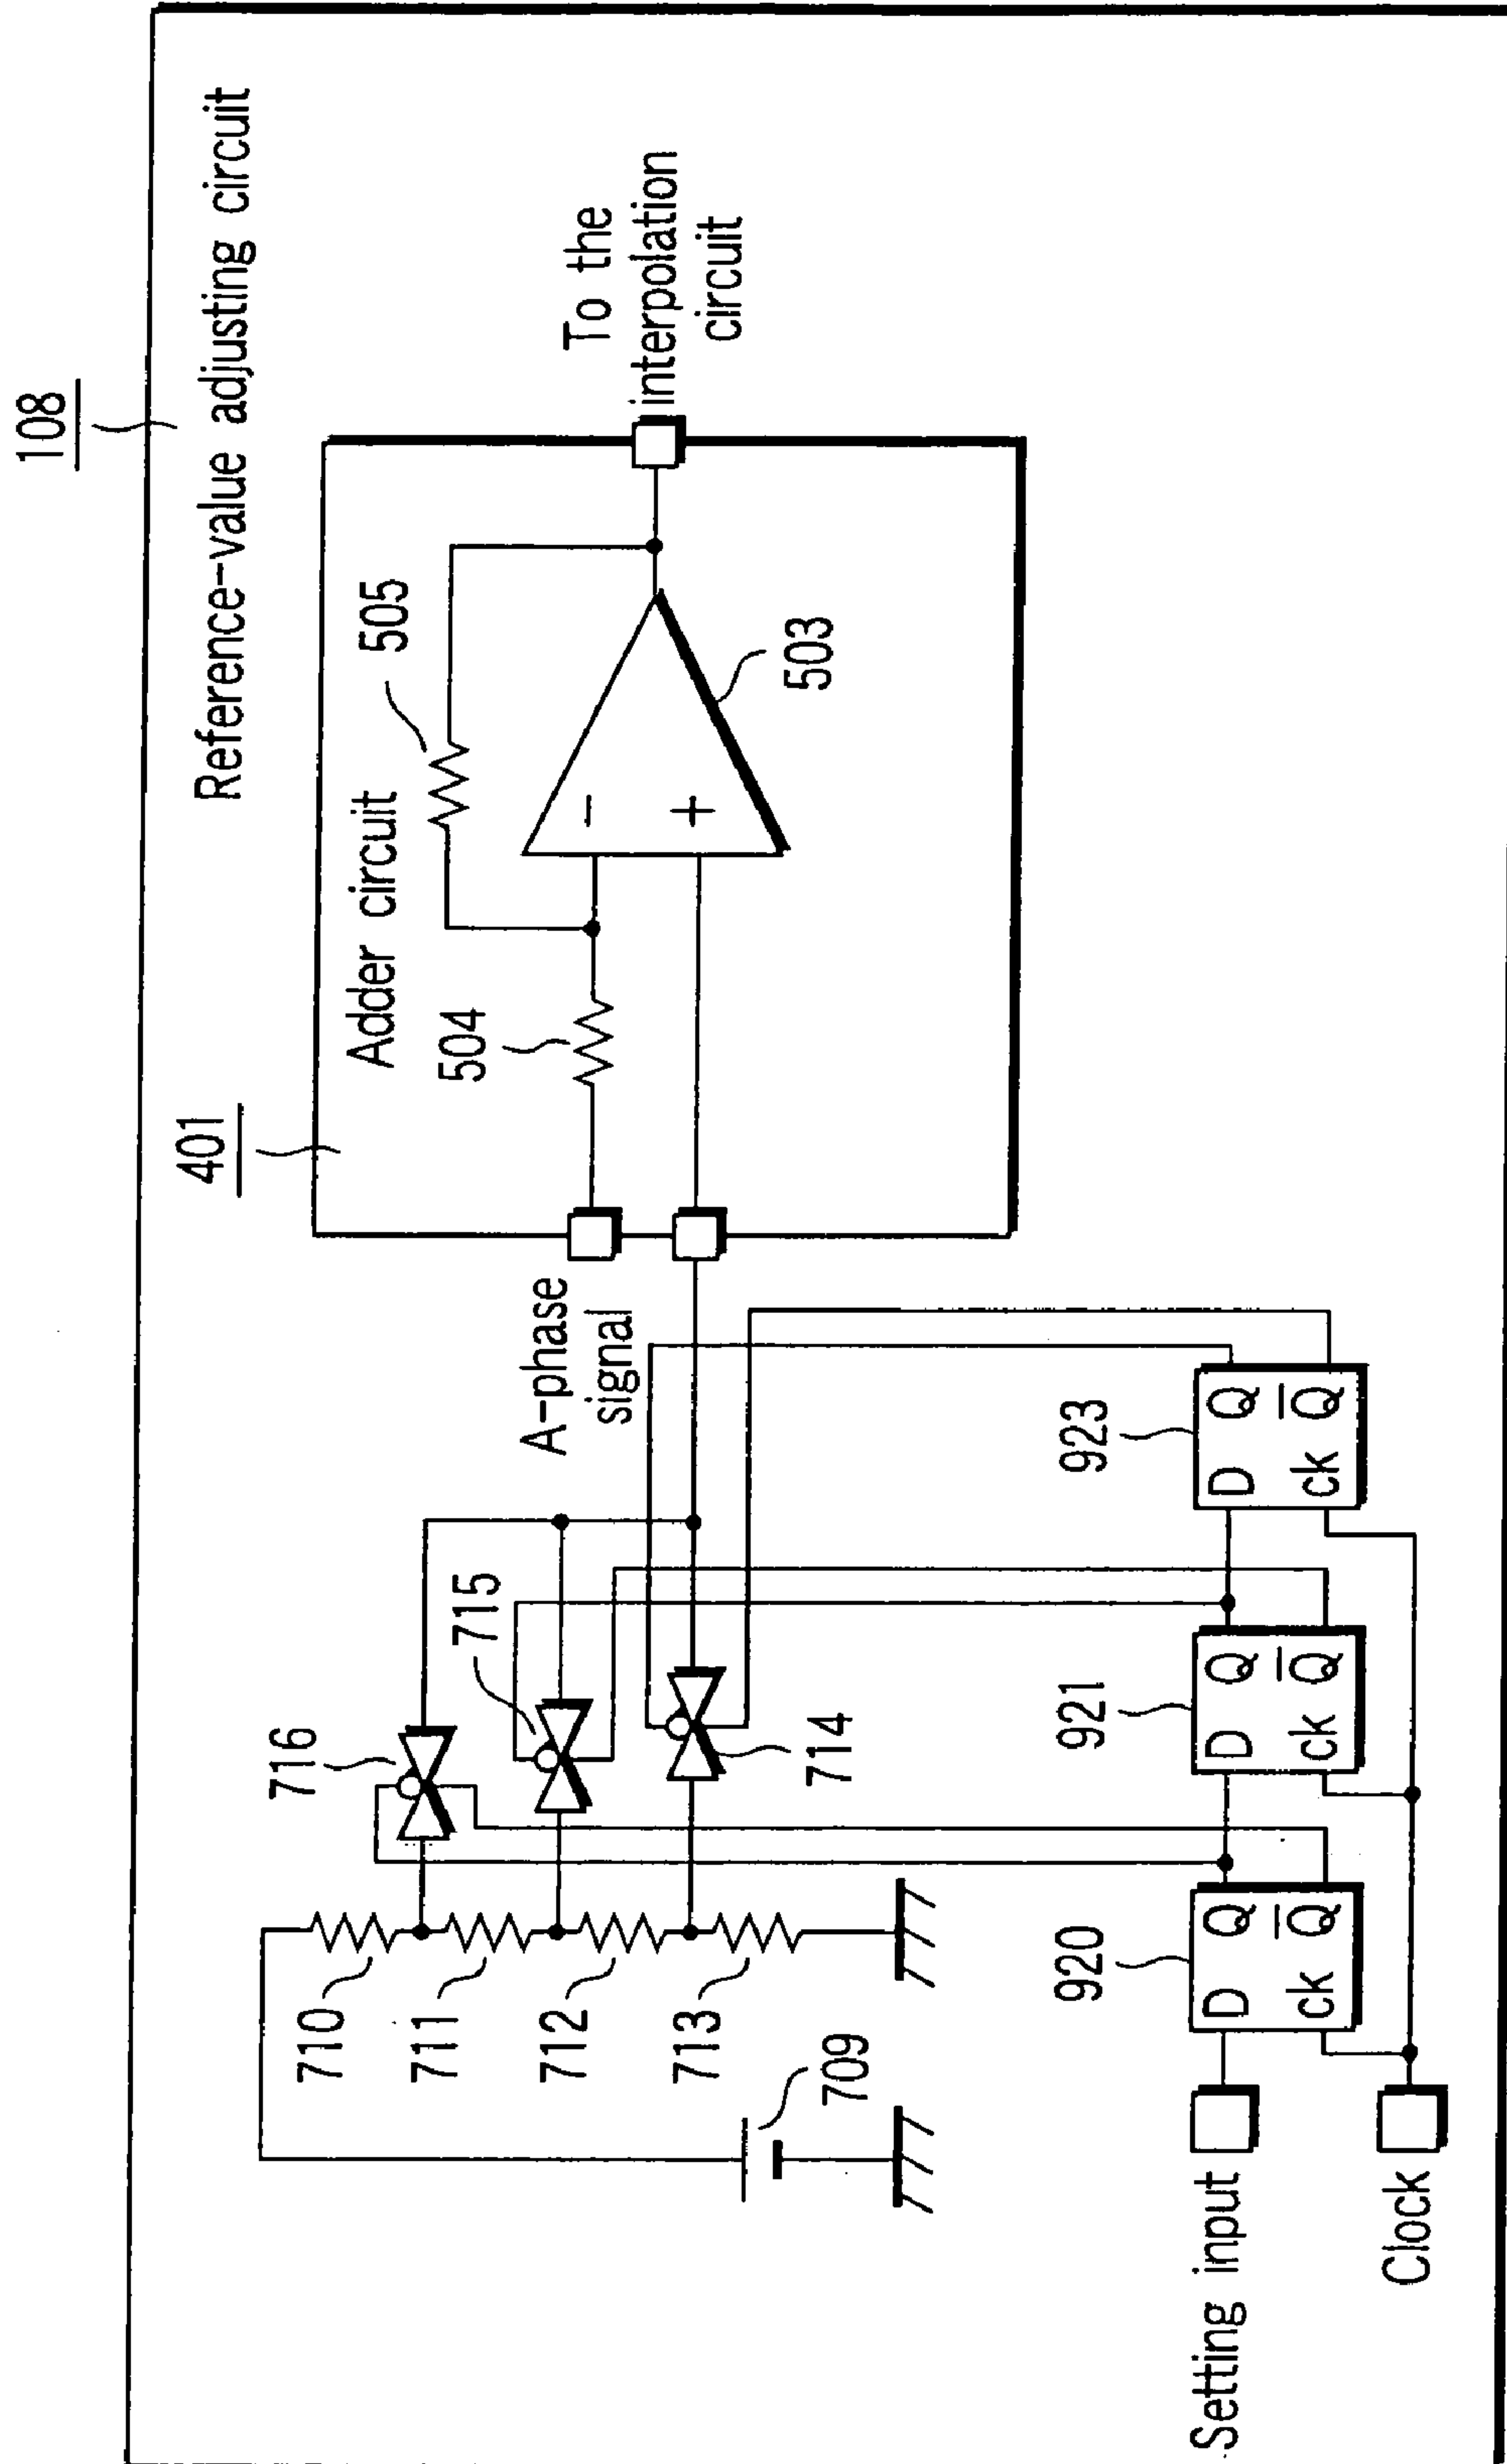 108
Reference-value adjusting circuit
401
Adder circuit
505
504
−
+
503
To the
interpolation
circuit
A-phase
signal
716
715
714
710
711
712
713
709
920
D Q
ck Q̅
921
D Q
ck Q̅
923
D Q
ck Q̅
Setting input
Clock